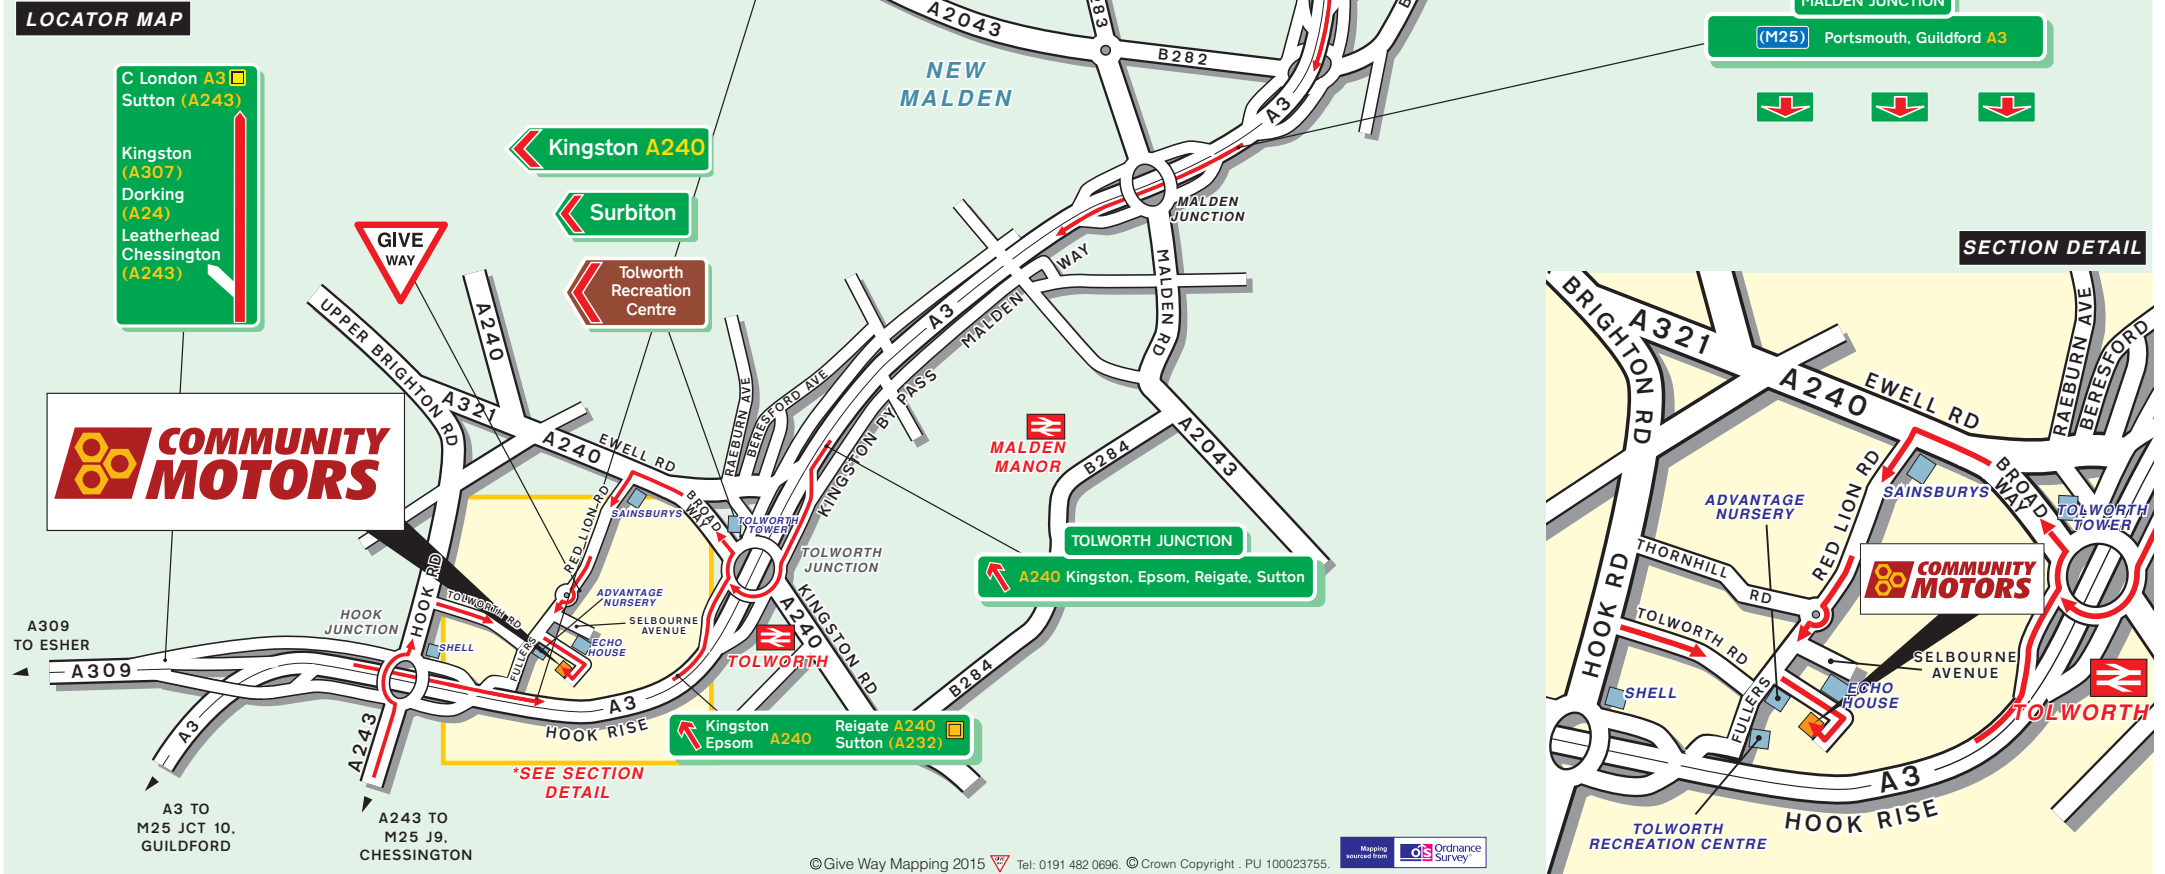 LOCATOR MAP
C London A3
Sutton (A243)
Kingston
(A307)
Dorking
(A24)
Leatherhead
Chessington
(A243)
GIVE
WAY
Kingston A240
Surbiton
Tolworth
Recreation
Centre
A2043
B282
NEW
MALDEN
A3
MALDEN JUNCTION
(M25) Portsmouth, Guildford A3
MALDEN
JUNCTION
MALDEN RD
A3
MALDEN WAY
KINGSTON BY PASS
UPPER BRIGHTON RD
A240
A321
A240
EWELL RD
RAEBURN AVE
BERESFORD AVE
BROAD
WAY
SAINSBURYS
TOLWORTH
TOWER
RED LION RD
COMMUNITY
MOTORS
MALDEN
MANOR
B284
A2043
TOLWORTH JUNCTION
A240 Kingston, Epsom, Reigate, Sutton
TOLWORTH
JUNCTION
KINGSTON RD
A240
TOLWORTH
B284
HOOK RD
TOLWORTH RD
ADVANTAGE
NURSERY
SELBOURNE
AVENUE
ECHO
HOUSE
FULLERS
SHELL
HOOK
JUNCTION
A309
TO ESHER
A309
A3
A243
A3
HOOK RISE
Kingston
Epsom A240
Reigate A240
Sutton (A232)
*SEE SECTION
DETAIL
A3 TO
M25 JCT 10,
GUILDFORD
A243 TO
M25 J9,
CHESSINGTON
© Give Way Mapping 2015 GIVE WAY Tel: 0191 482 0696. © Crown Copyright . PU 100023755.
Mapping
sourced from
OS Ordnance
Survey®
SECTION DETAIL
BRIGHTON RD
A321
A240
EWELL RD
RAEBURN AVE
BERESFORD
BROAD
WAY
SAINSBURYS
TOLWORTH
TOWER
ADVANTAGE
NURSERY
RED LION RD
THORNHILL RD
HOOK RD
TOLWORTH RD
COMMUNITY
MOTORS
SELBOURNE
AVENUE
ECHO
HOUSE
SHELL
FULLERS
TOLWORTH
A3
HOOK RISE
TOLWORTH
RECREATION CENTRE